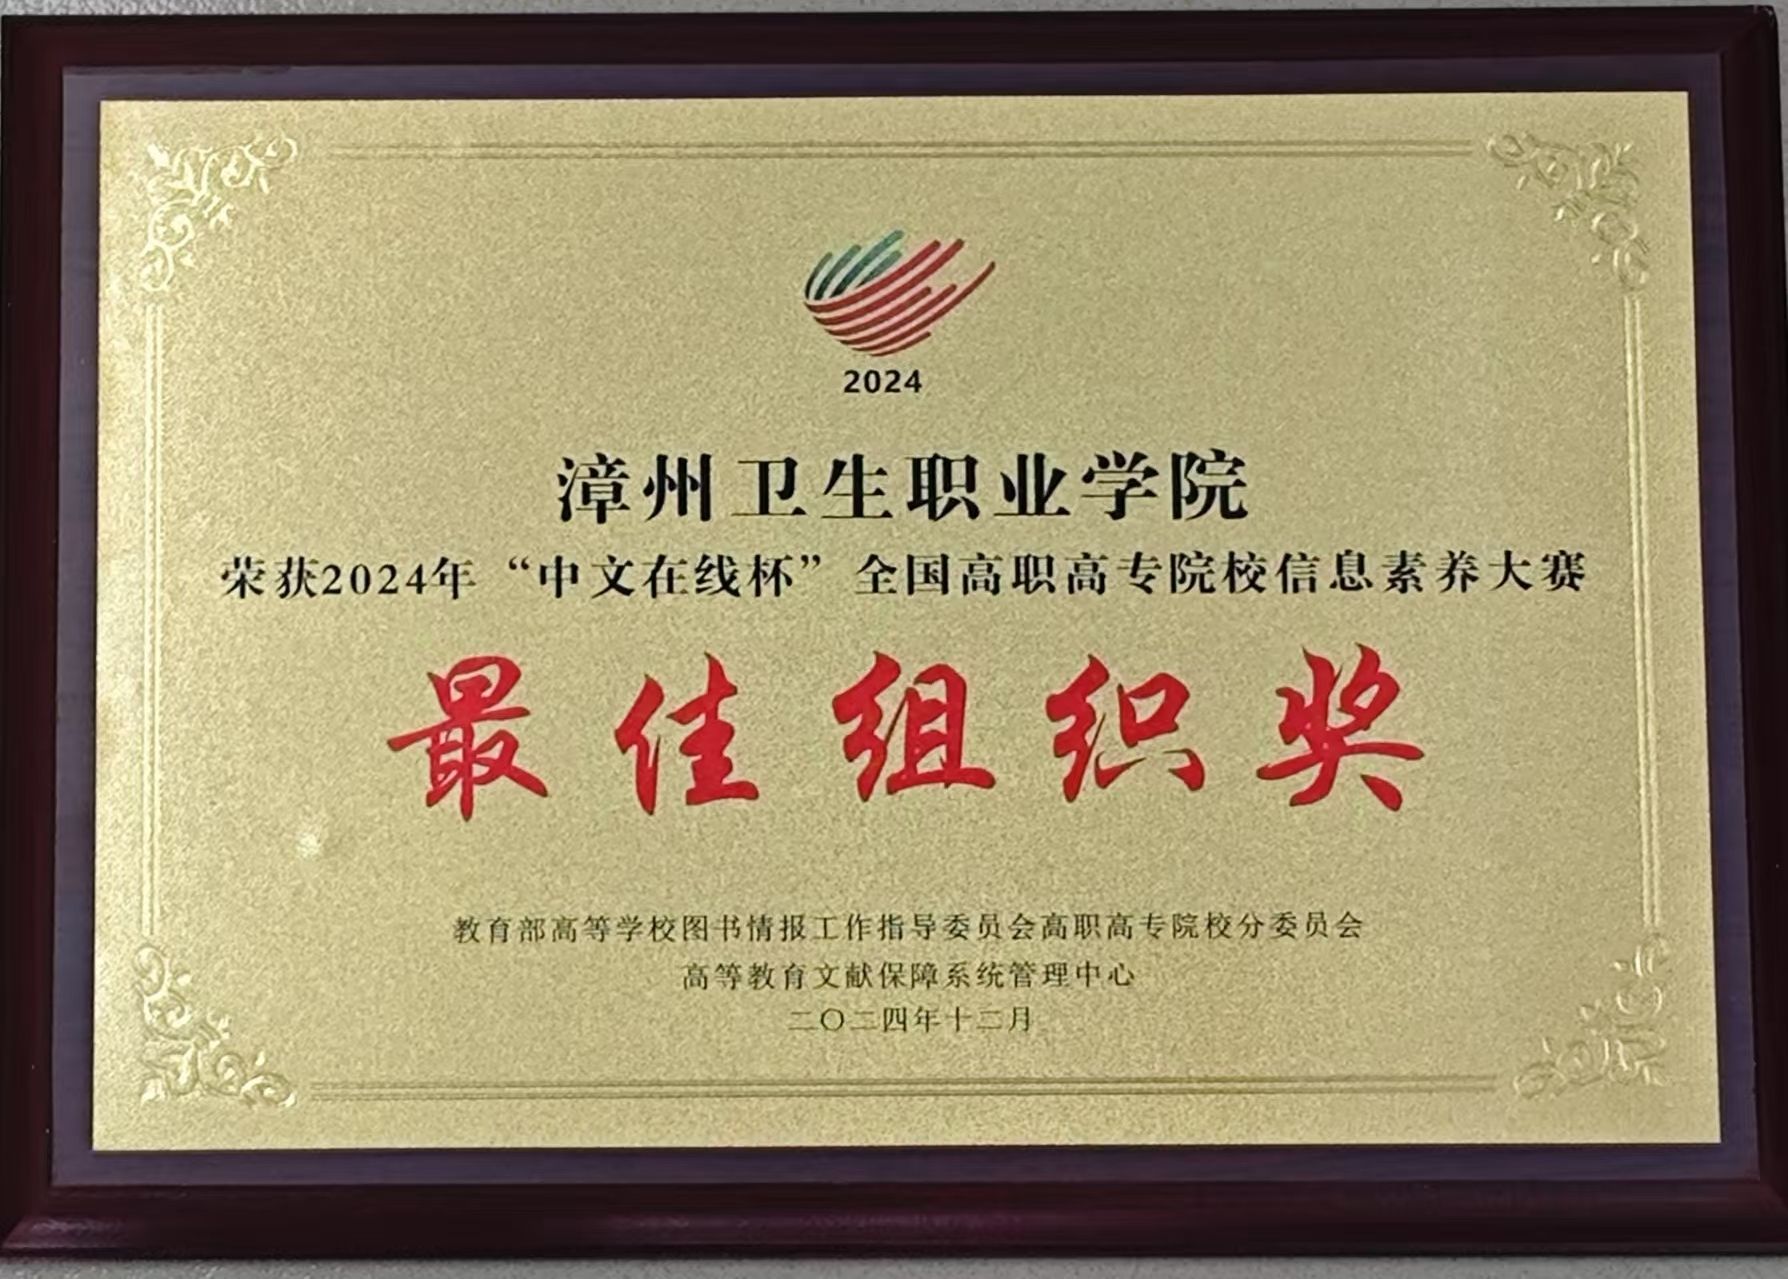 2024
漳州卫生职业学院
荣获2024年“中文在线杯”全国高职高专院校信息素养大赛
最佳组织奖
教育部高等学校图书情报工作指导委员会高职高专院校分委员会
高等教育文献保障系统管理中心
二〇二四年十二月